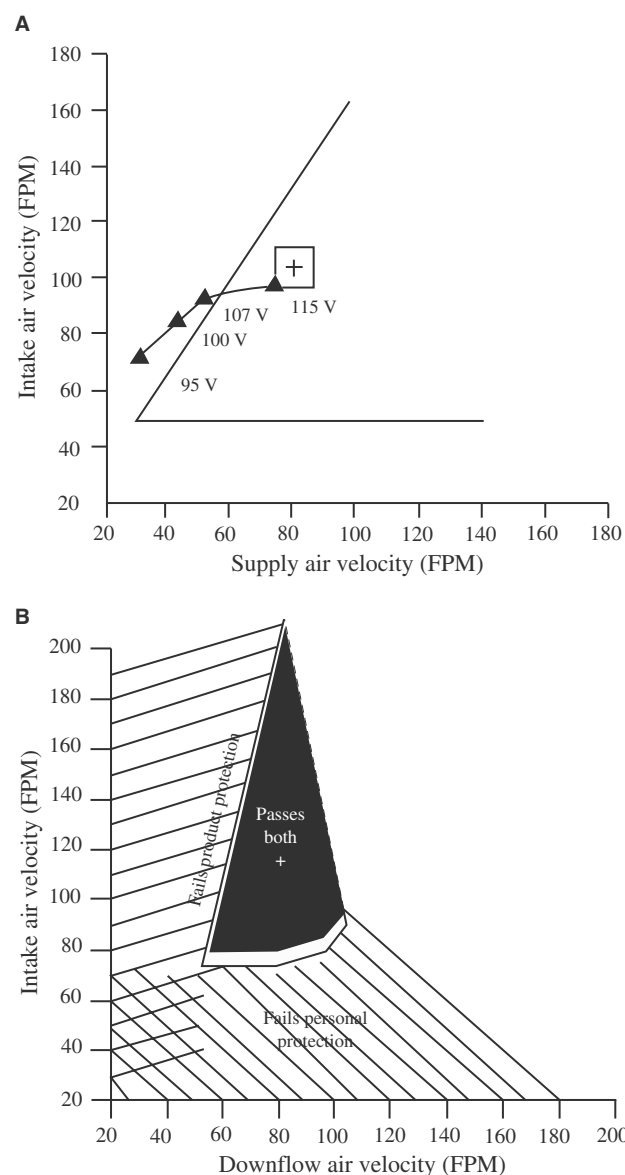 A
180
160
140
120
100
80
60
40
20
Intake air velocity (FPM)
95 V
100 V
107 V
115 V
20 40 60 80 100 120 140 160 180
Supply air velocity (FPM)
B
200
180
160
140
120
100
80
60
40
20
Intake air velocity (FPM)
Fails product protection
Passes
both
+
Fails personal
protection
20 40 60 80 100 120 140 160 180 200
Downflow air velocity (FPM)